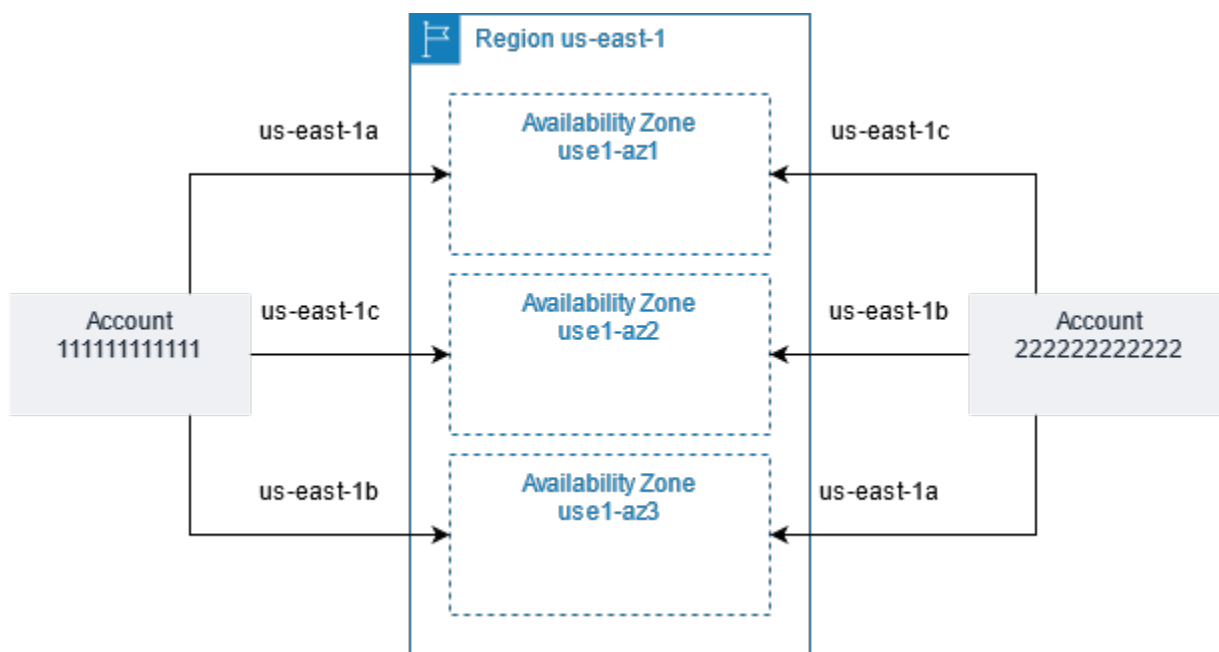 Region us-east-1
us-east-1a
Availability Zone
use1-az1
us-east-1c
Account
111111111111
us-east-1c
Availability Zone
use1-az2
us-east-1b
Account
222222222222
us-east-1b
Availability Zone
use1-az3
us-east-1a